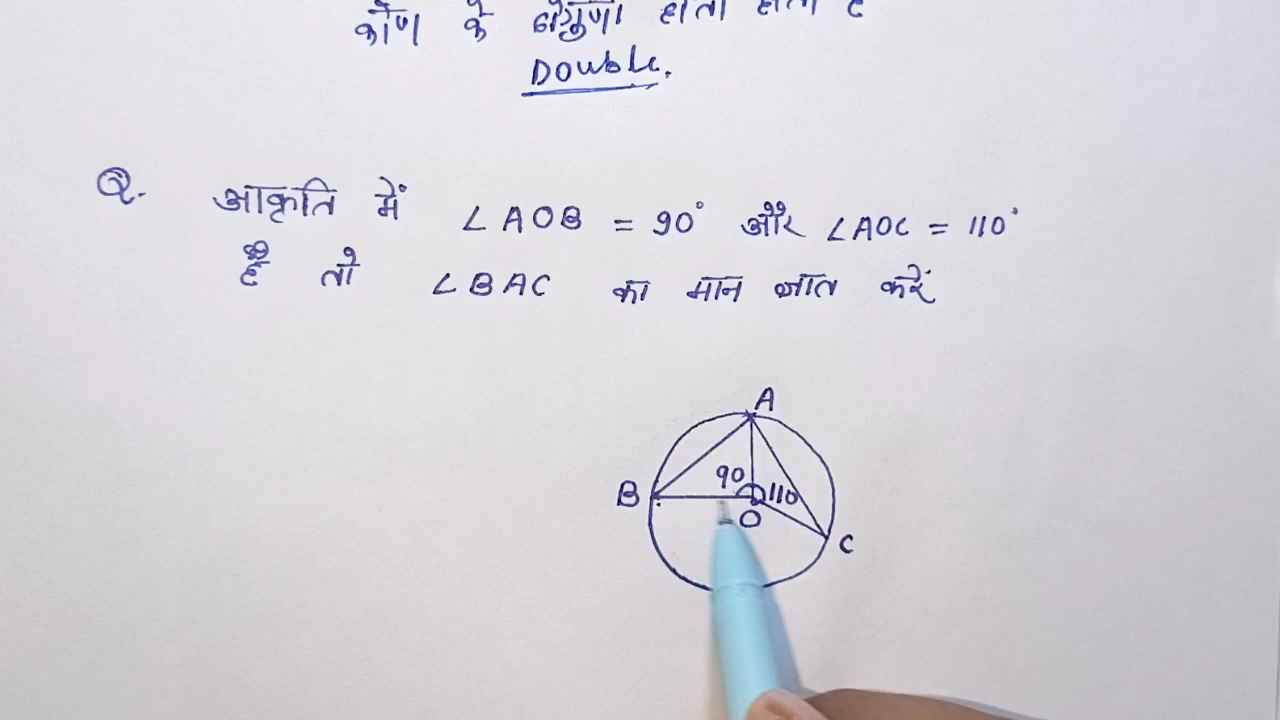 कोण के दोगुणा होता होता है
Double.
Q. आकृति में ∠AOB = 90° और ∠AOC = 110°
है तो ∠BAC का मान ज्ञात करें
A
90
B
110
O
C